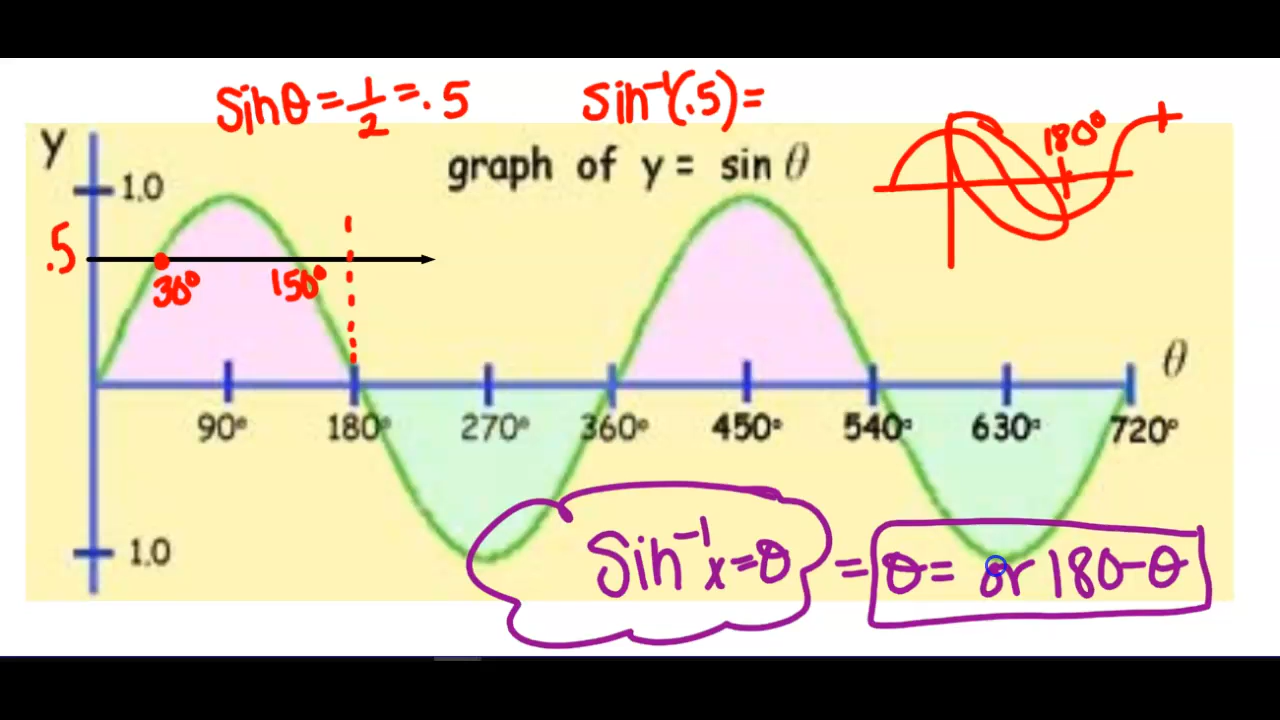 sinθ = 1/2 = .5
sin⁻¹(.5) =
y
1.0
graph of y = sin θ
180°
.5
30°
150°
θ
90° 180° 270° 360° 450° 540° 630° 720°
1.0
Sin⁻¹x=θ = θ= or 180-θ